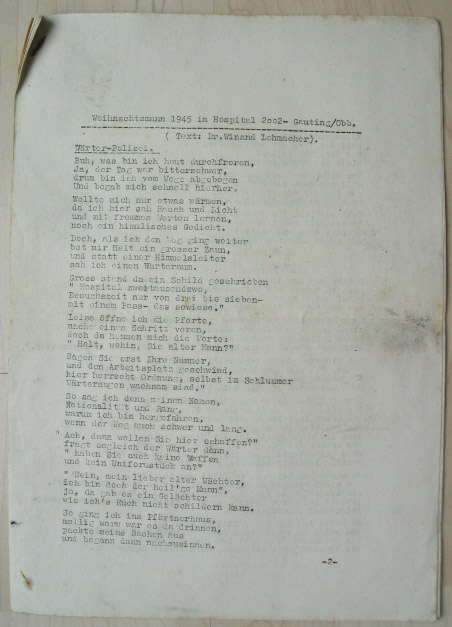 Weihnachtsmann 1945 im Hospital 2oo2- Gauting/Obb.
( Text: Dr.Winand Lohmacher).
Wärter-Polizei.
Buh, was bin ich heut durchfroren,
Ja, der Tag war bitterschwer,
drum bin ich vom Wege abgebogen
Und begab mich schnell hierher.
Wollte mich nur etwas wärmen,
da ich hier sah Rauch und Licht
und mit frommen Worten lernen,
noch ein himmlisches Gedicht.
Doch, als ich den Weg ging weiter
bot mir Halt ein grosser Zaun,
und statt einer Himmelsleiter
sah ich einen Warteraum.
Gross stand da ein Schild geschrieben
" Hospital zweitausendzwo,
Besuchszeit nur von drei bis sieben-
mit einem Pass- das sowieso."
Leise öffne ich die Pforte,
mache einen Schritt voran,
doch da hemmen mich die Worte:
" Halt, wohin, Sie alter Mann?"
Sagen Sie erst Ihre Nummer,
und den Arbeitsplatz geschwind,
hier herrscht Ordnung, selbst im Schlummer
Wärteraugen wachsam sind."
So sag ich denn meinen Namen,
Nationalität und Rang,
warum ich bin hergefahren,
wenn der Weg auch schwer und lang.
" Ach, dann wollen Sie hier schaffen?"
fragt sogleich der Wärter dann,
" haben Sie auch keine Waffen
und kein Uniformstück an?"
" Nein, mein lieber alter Wächter,
ich bin doch der heil'ge Mann",
ja, da gab es ein Gelächter
wie ich's Euch nicht schildern kann.
So ging ich ins Pförtnerhaus,
mollig warm war es da drinnen,
packte meine Sachen aus
und begann dann nachzusinnen.
-2-